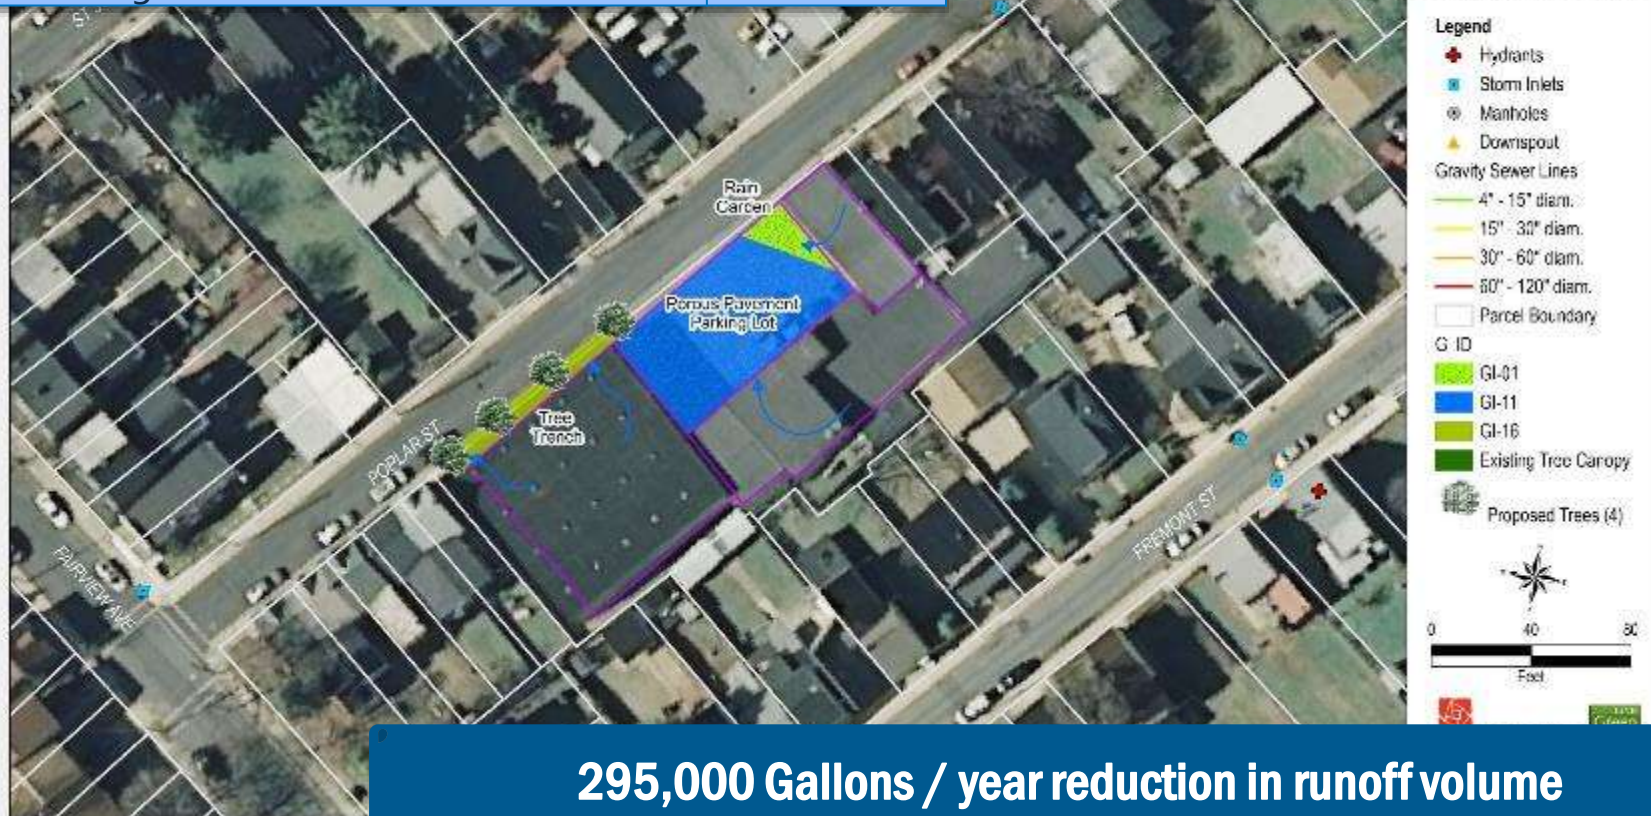 Legend
Hydrants
Storm Inlets
Manholes
Downspout
Gravity Sewer Lines
4" - 15" diam.
15" - 30" diam.
30" - 60" diam.
60" - 120" diam.
Parcel Boundary
G ID
GI-01
GI-11
GI-16
Existing Tree Canopy
Proposed Trees (4)
0 40 80
Feet
Rain
Garden
Porous Pavement
Parking Lot
Tree
Trench
POPLAR ST
FAIRVIEW AVE
FREMONT ST
ST
295,000 Gallons / year reduction in runoff volume